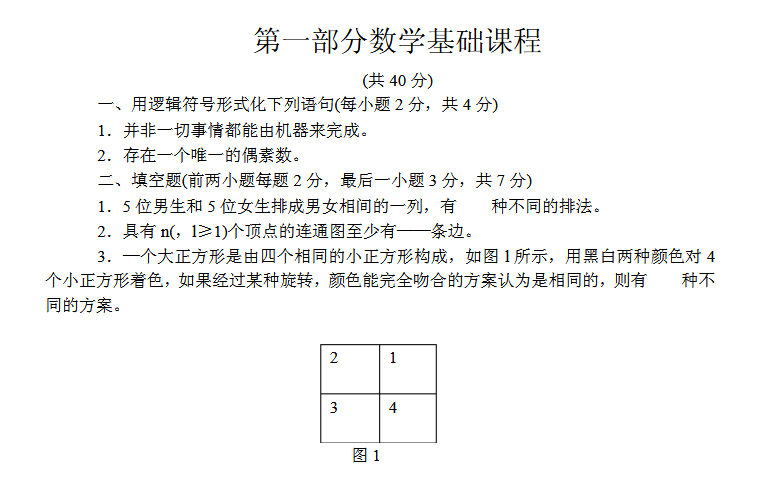 第一部分数学基础课程
(共 40 分)
一、用逻辑符号形式化下列语句(每小题 2 分，共 4 分)
1．并非一切事情都能由机器来完成。
2．存在一个唯一的偶素数。
二、填空题(前两小题每题 2 分，最后一小题 3 分，共 7 分)
1．5 位男生和 5 位女生排成男女相间的一列，有　　种不同的排法。
2．具有 n(，l≥1)个顶点的连通图至少有——条边。
3．—个大正方形是由四个相同的小正方形构成，如图 l 所示，用黑白两种颜色对 4
个小正方形着色，如果经过某种旋转，颜色能完全吻合的方案认为是相同的，则有　　种不
同的方案。
2 1
3 4
图 1